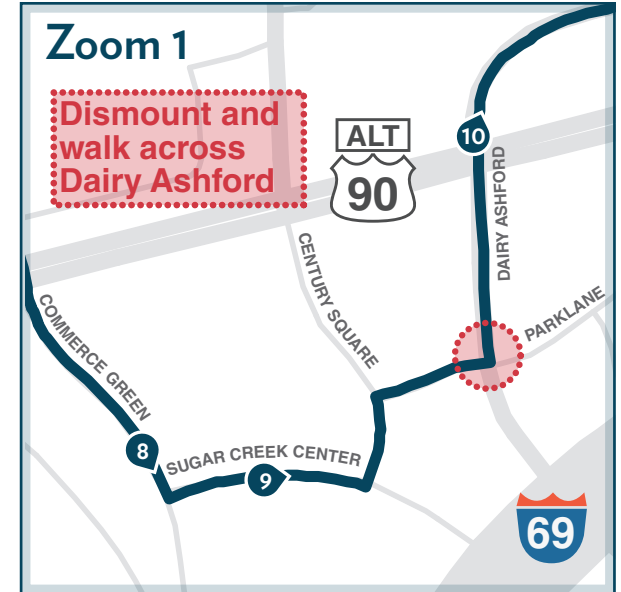 Zoom 1
Dismount and
walk across
Dairy Ashford
ALT
90
10
DAIRY ASHFORD
CENTURY SQUARE
PARKLANE
COMMERCE GREEN
8
SUGAR CREEK CENTER
9
69